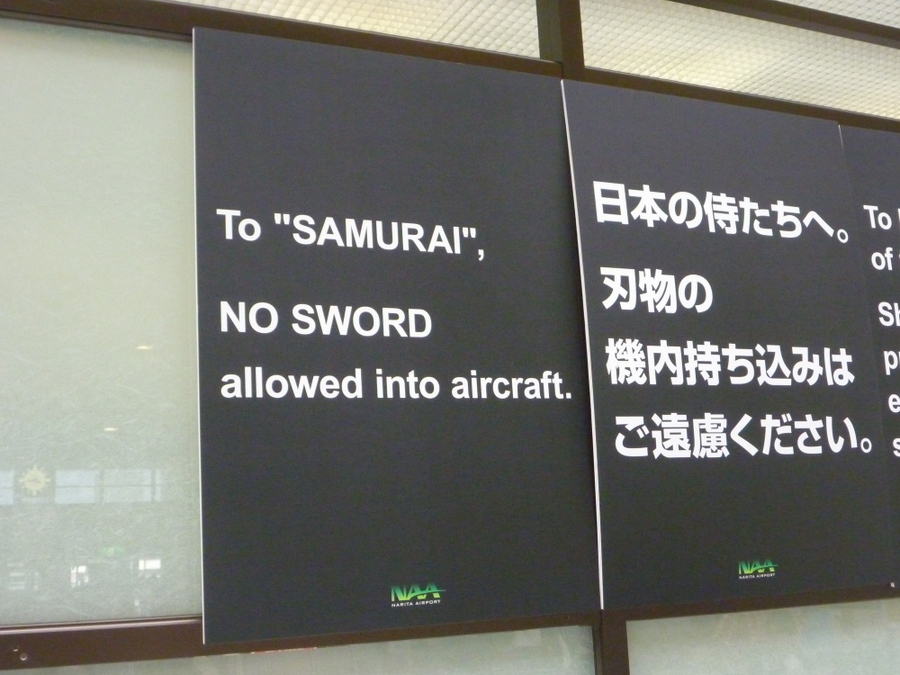 To "SAMURAI",
NO SWORD
allowed into aircraft.
NAA
NARITA AIRPORT
日本の侍たちへ。
刃物の
機内持ち込みは
ご遠慮ください。
NAA
NARITA AIRPORT
To
of